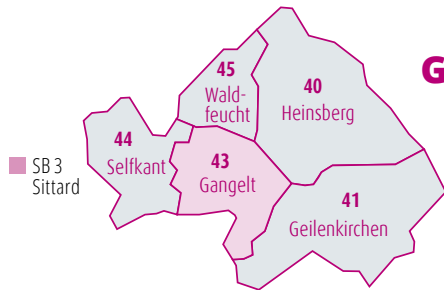 G
45
Wald-
feucht
40
Heinsberg
44
Selfkant
43
Gangelt
SB 3
Sittard
41
Geilenkirchen